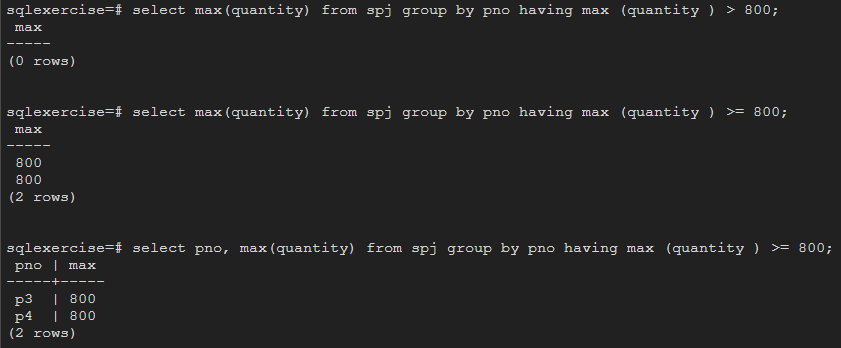 sqlexercise=# select max(quantity) from spj group by pno having max (quantity ) > 800;
 max
-----
(0 rows)

sqlexercise=# select max(quantity) from spj group by pno having max (quantity ) >= 800;
 max
-----
 800
 800
(2 rows)

sqlexercise=# select pno, max(quantity) from spj group by pno having max (quantity ) >= 800;
 pno | max
-----+-----
 p3  | 800
 p4  | 800
(2 rows)